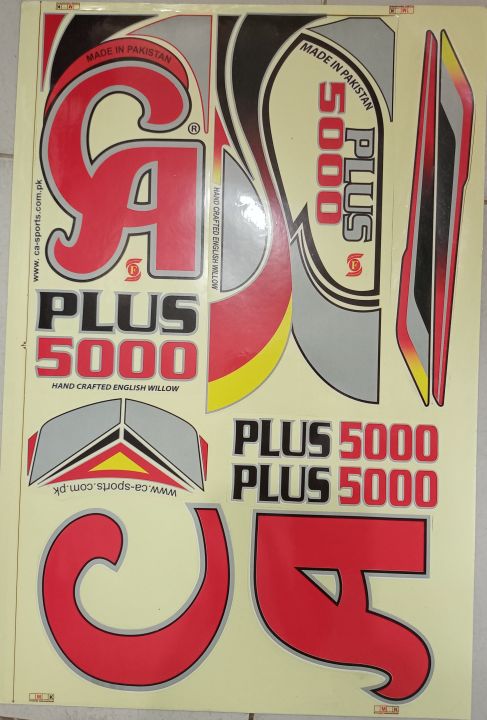 MADE IN PAKISTAN
CA
®
www. ca-sports.com.pk
F
PLUS
5000
HAND CRAFTED ENGLISH WILLOW
HAND CRAFTED ENGLISH WILLOW
MADE IN PAKISTAN
PLUS
5000
F
www.ca-sports.com.pk
PLUS 5000
PLUS 5000
C
A